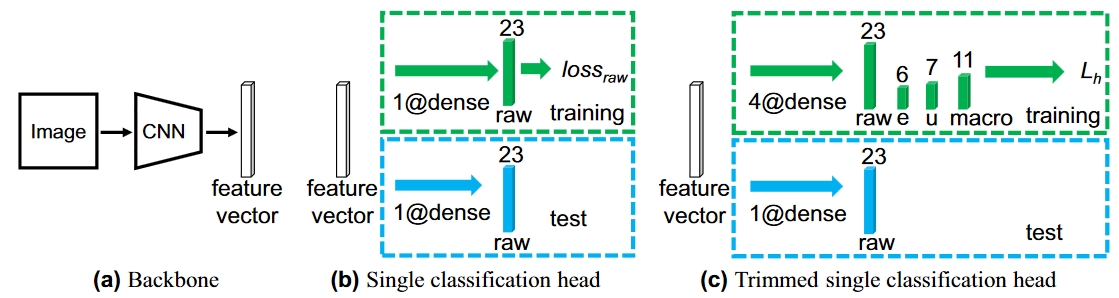 Image
CNN
feature
vector
(a) Backbone
feature
vector
1@dense
23
raw
loss_raw
training
1@dense
23
raw
test
(b) Single classification head
feature
vector
4@dense
23
6
7
11
raw e u macro
L_h
training
1@dense
23
raw
test
(c) Trimmed single classification head